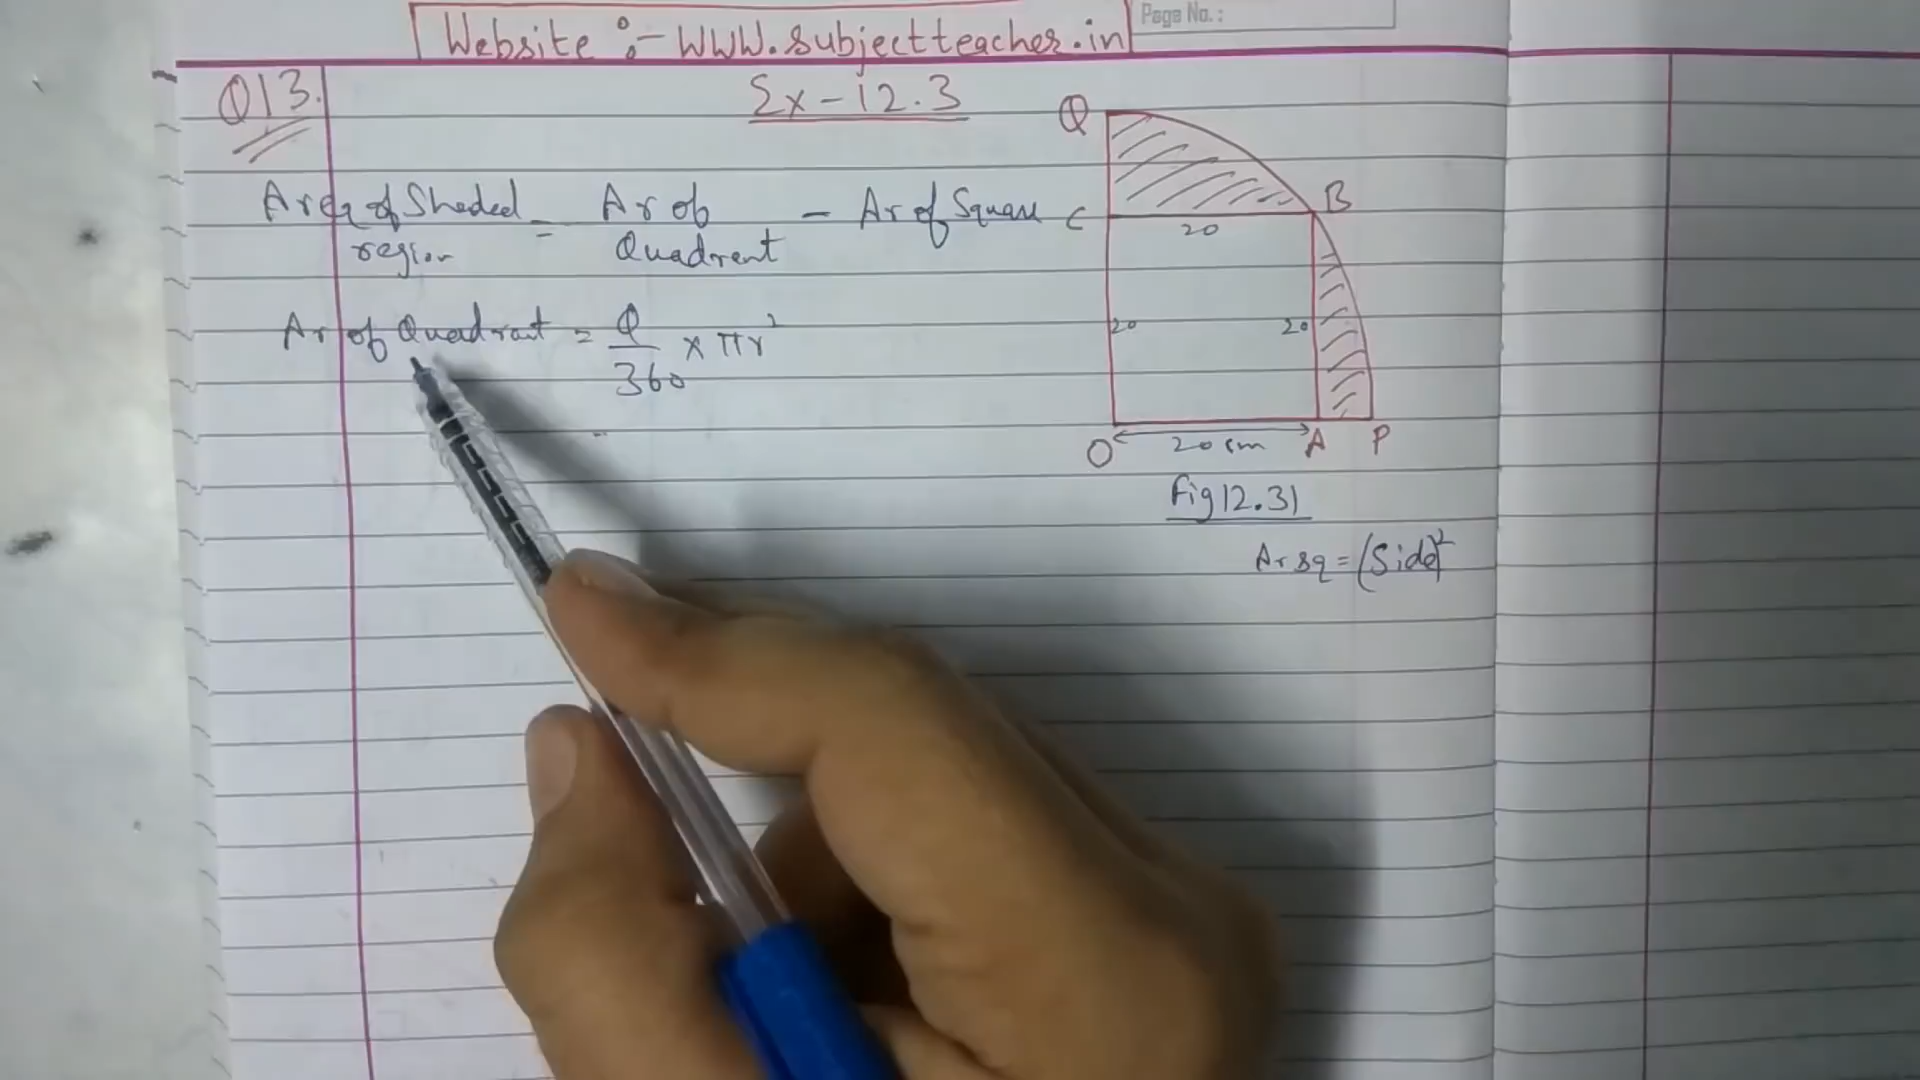 Page No. :
Website :- www.subjectteacher.in
Q13.
Ex-12.3
Area of Shaded region = Ar of Quadrent - Ar of Square
Ar of Quadrant = θ/360 × πr²
Q
B
C
20
20
20
O
20 cm
A
P
Fig 12.31
Ar sq = (Side)²